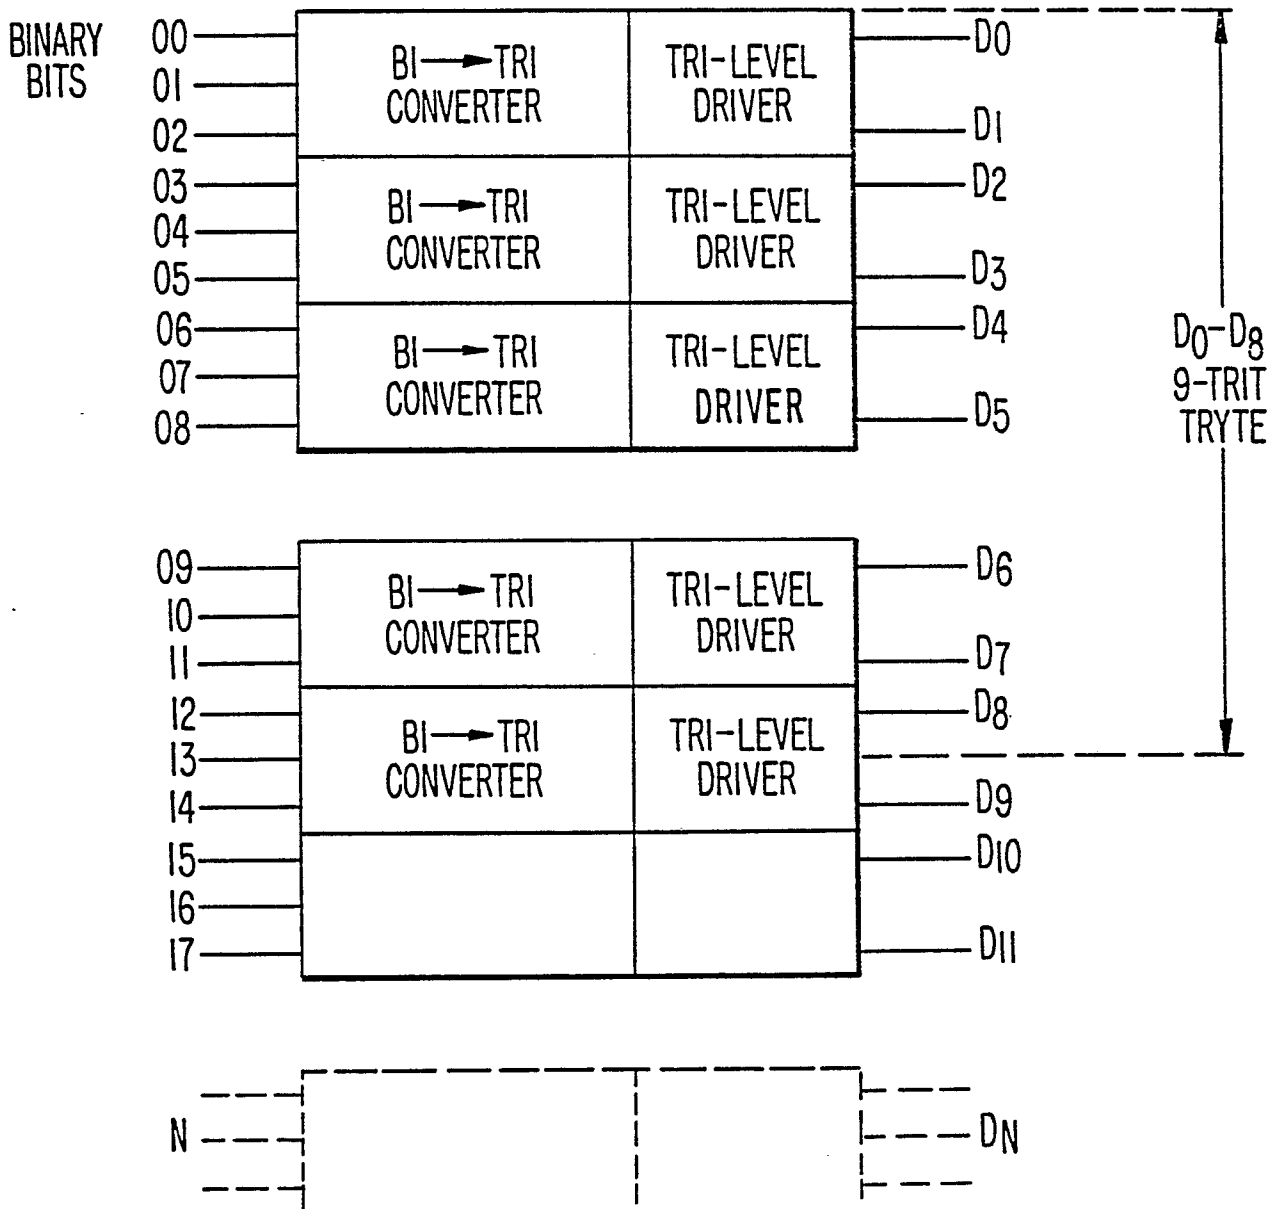 BINARY
BITS
00
01
02
BI → TRI
CONVERTER
TRI-LEVEL
DRIVER
D0
D1
03
04
05
BI → TRI
CONVERTER
TRI-LEVEL
DRIVER
D2
D3
06
07
08
BI → TRI
CONVERTER
TRI-LEVEL
DRIVER
D4
D5
D0-D8
9-TRIT
TRYTE
09
10
11
BI → TRI
CONVERTER
TRI-LEVEL
DRIVER
D6
D7
12
13
14
BI → TRI
CONVERTER
TRI-LEVEL
DRIVER
D8
D9
15
16
17
D10
D11
N
DN